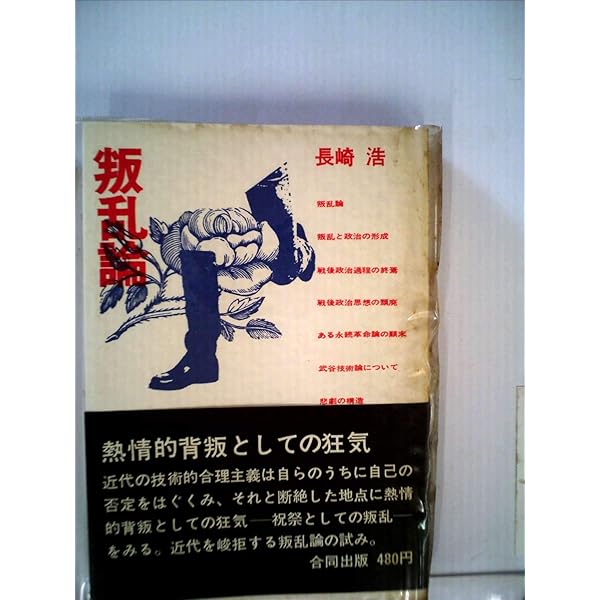 叛乱論
長崎 浩
叛乱論
叛乱と政治の形成
戦後政治過程の終焉
戦後政治思想の頽廃
ある永続革命論の顛末
武谷技術論について
悲劇の構造
熱情的背叛としての狂気
近代の技術的合理主義は自らのうちに自己の
否定をはぐくみ、それと断絶した地点に熱情
的背叛としての狂気—祝祭としての叛乱—
をみる。近代を峻拒する叛乱論の試み。
合同出版 480円